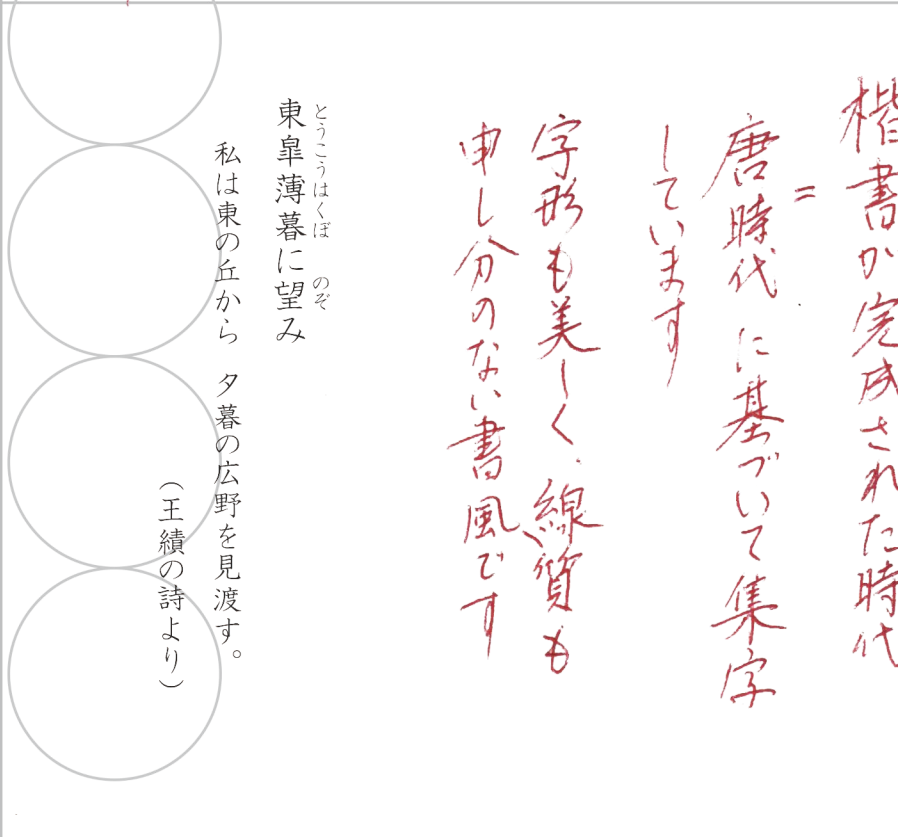 楷書が完成された時代
=
唐時代に基づいて集字
しています
字形も美しく、線質も
申し分のない書風です
とうこうはくぼ のぞ
東皐薄暮に望み
私は東の丘から 夕暮の広野を見渡す。
(王績の詩より)